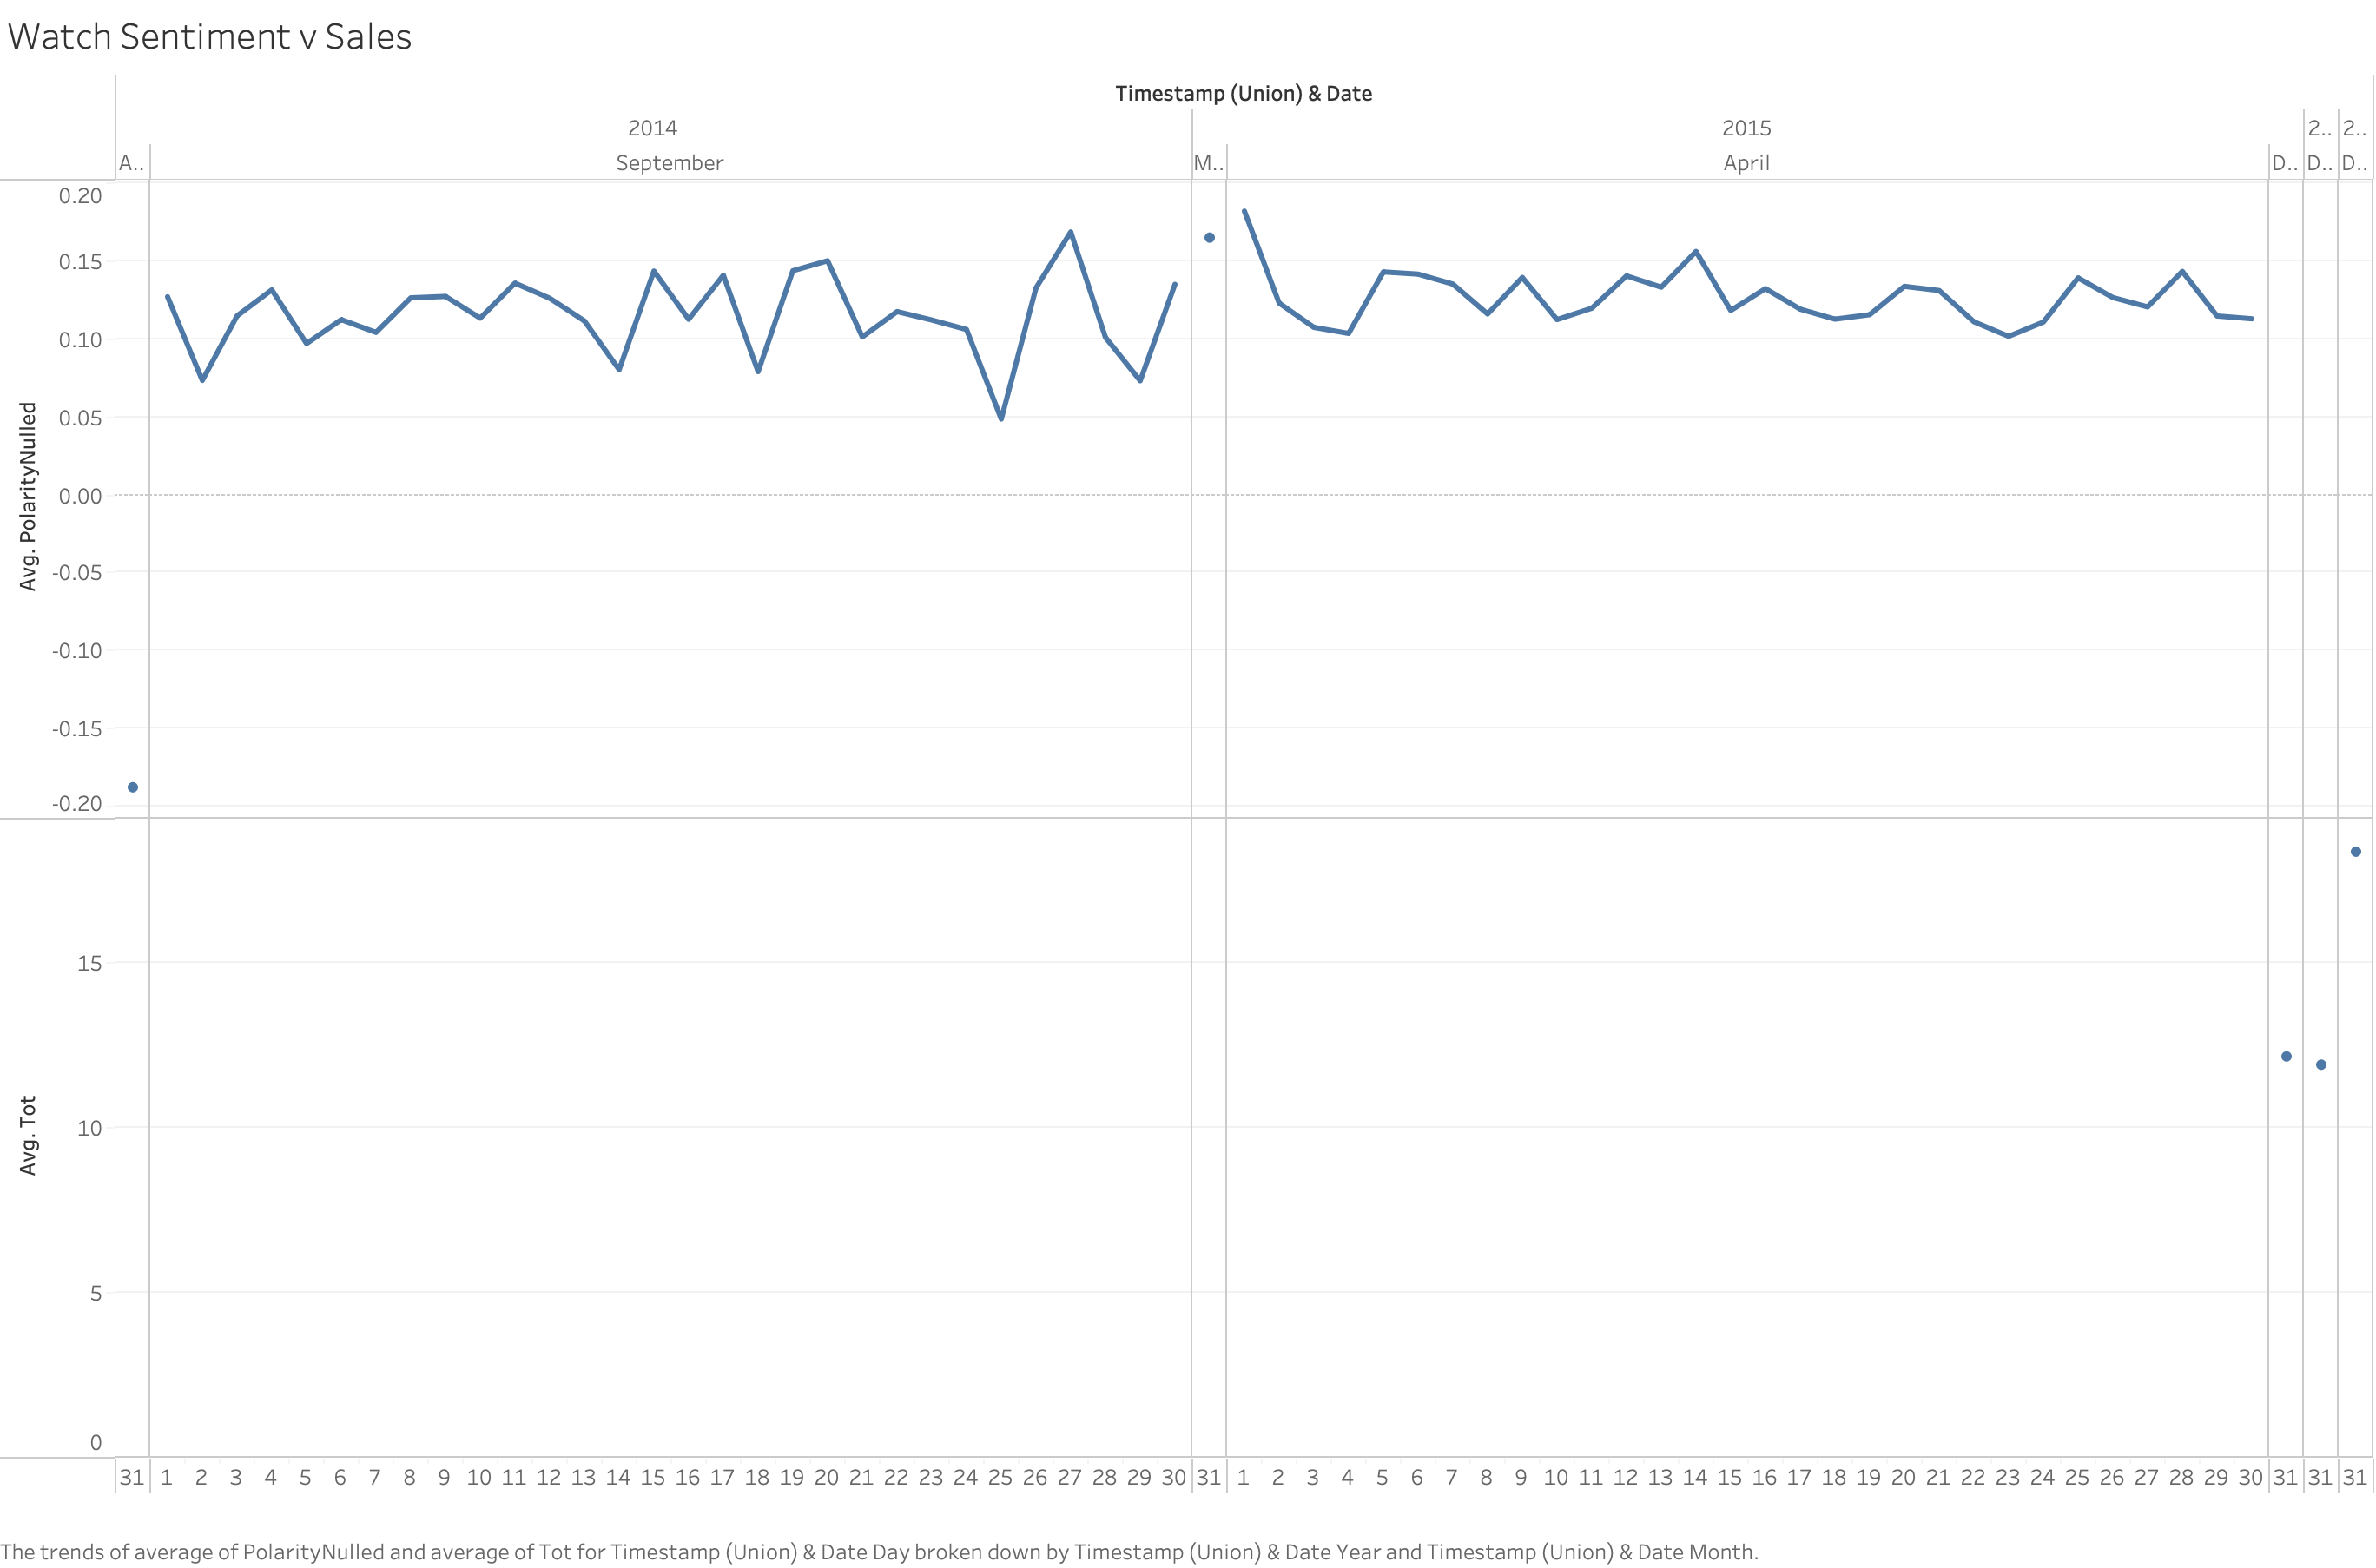 Watch Sentiment v Sales
Timestamp (Union) & Date
2014 2015 2.. 2..
A.. September M.. April D.. D.. D..
0.20
0.15
0.10
0.05
0.00
-0.05
-0.10
-0.15
-0.20
Avg. PolarityNulled
15
10
5
0
Avg. Tot
31 1 2 3 4 5 6 7 8 9 10 11 12 13 14 15 16 17 18 19 20 21 22 23 24 25 26 27 28 29 30 31 1 2 3 4 5 6 7 8 9 10 11 12 13 14 15 16 17 18 19 20 21 22 23 24 25 26 27 28 29 30 31 31 31
The trends of average of PolarityNulled and average of Tot for Timestamp (Union) & Date Day broken down by Timestamp (Union) & Date Year and Timestamp (Union) & Date Month.